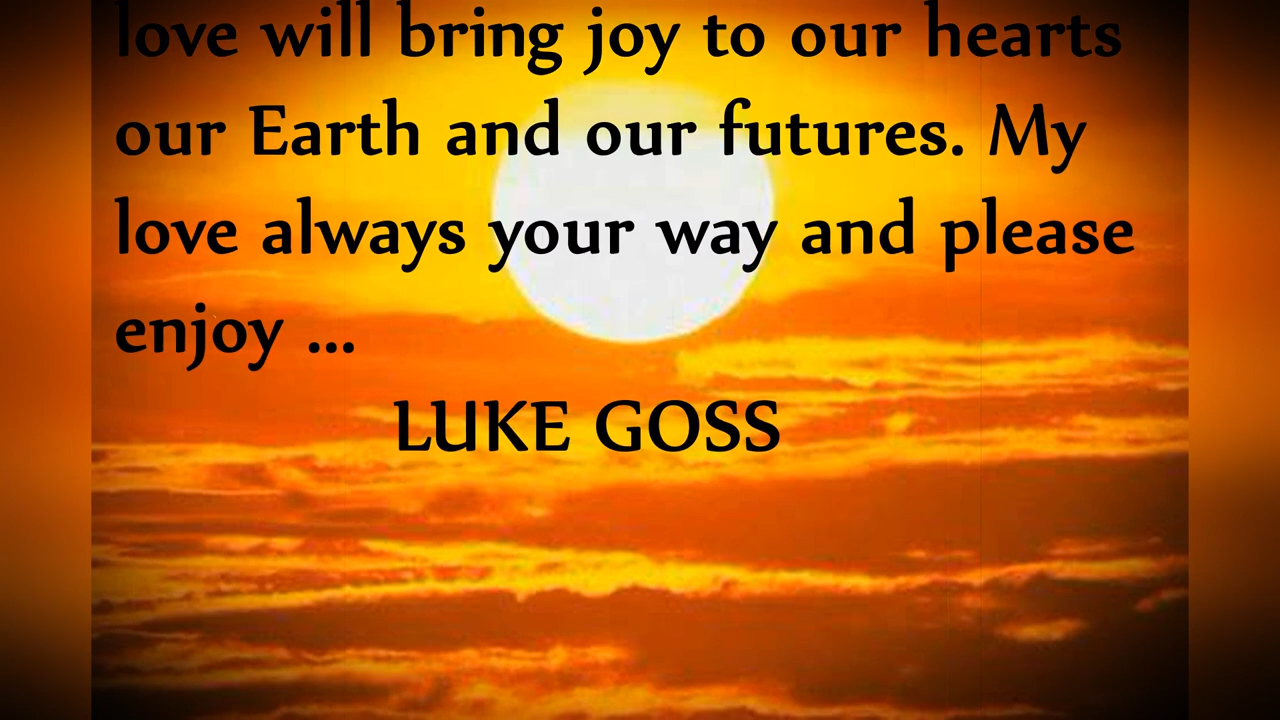 love will bring joy to our hearts
our Earth and our futures. My
love always your way and please
enjoy ...
LUKE GOSS